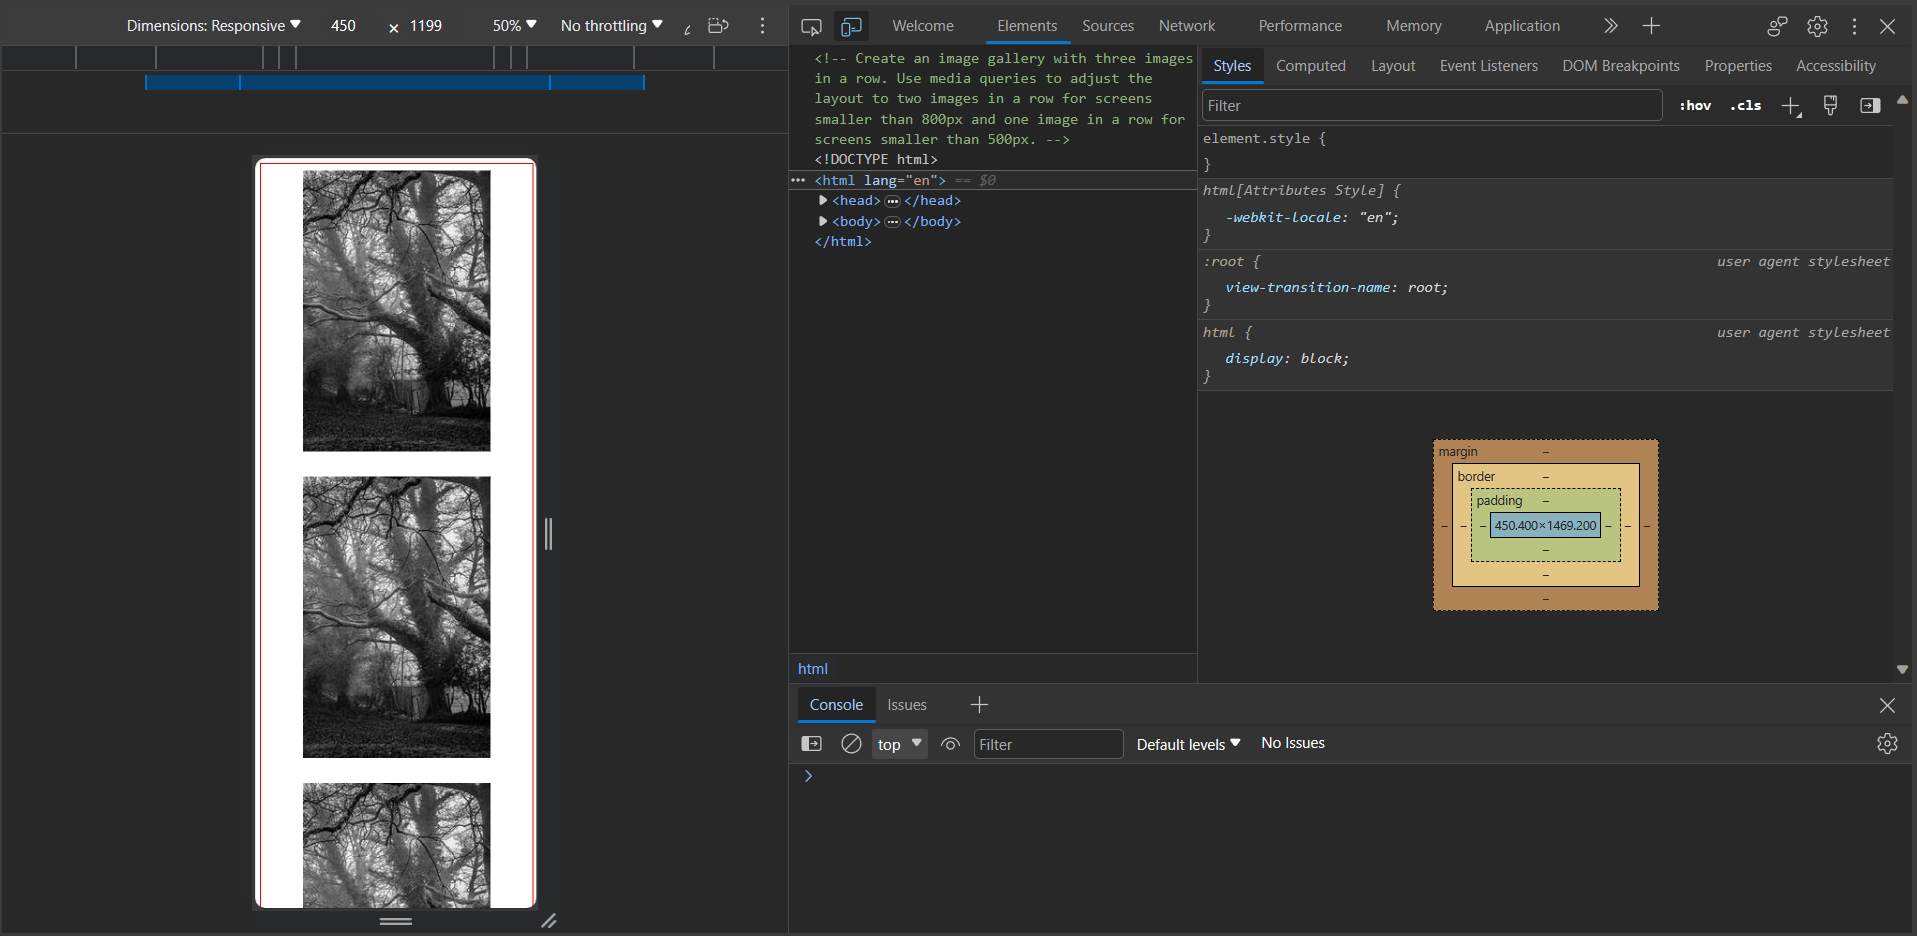 Dimensions: Responsive 450 × 1199 50% No throttling
Welcome Elements Sources Network Performance Memory Application
<!-- Create an image gallery with three images
in a row. Use media queries to adjust the
layout to two images in a row for screens
smaller than 800px and one image in a row for
screens smaller than 500px. -->
<!DOCTYPE html>
<html lang="en"> == $0
<head> ••• </head>
<body> ••• </body>
</html>
html
Styles Computed Layout Event Listeners DOM Breakpoints Properties Accessibility
Filter :hov .cls
element.style {
}
html[Attributes Style] {
-webkit-locale: "en";
}
:root { user agent stylesheet
view-transition-name: root;
}
html { user agent stylesheet
display: block;
}
margin –
border –
padding –
– – – 450.400×1469.200 – – –
–
–
–
Console Issues
top Filter Default levels No Issues